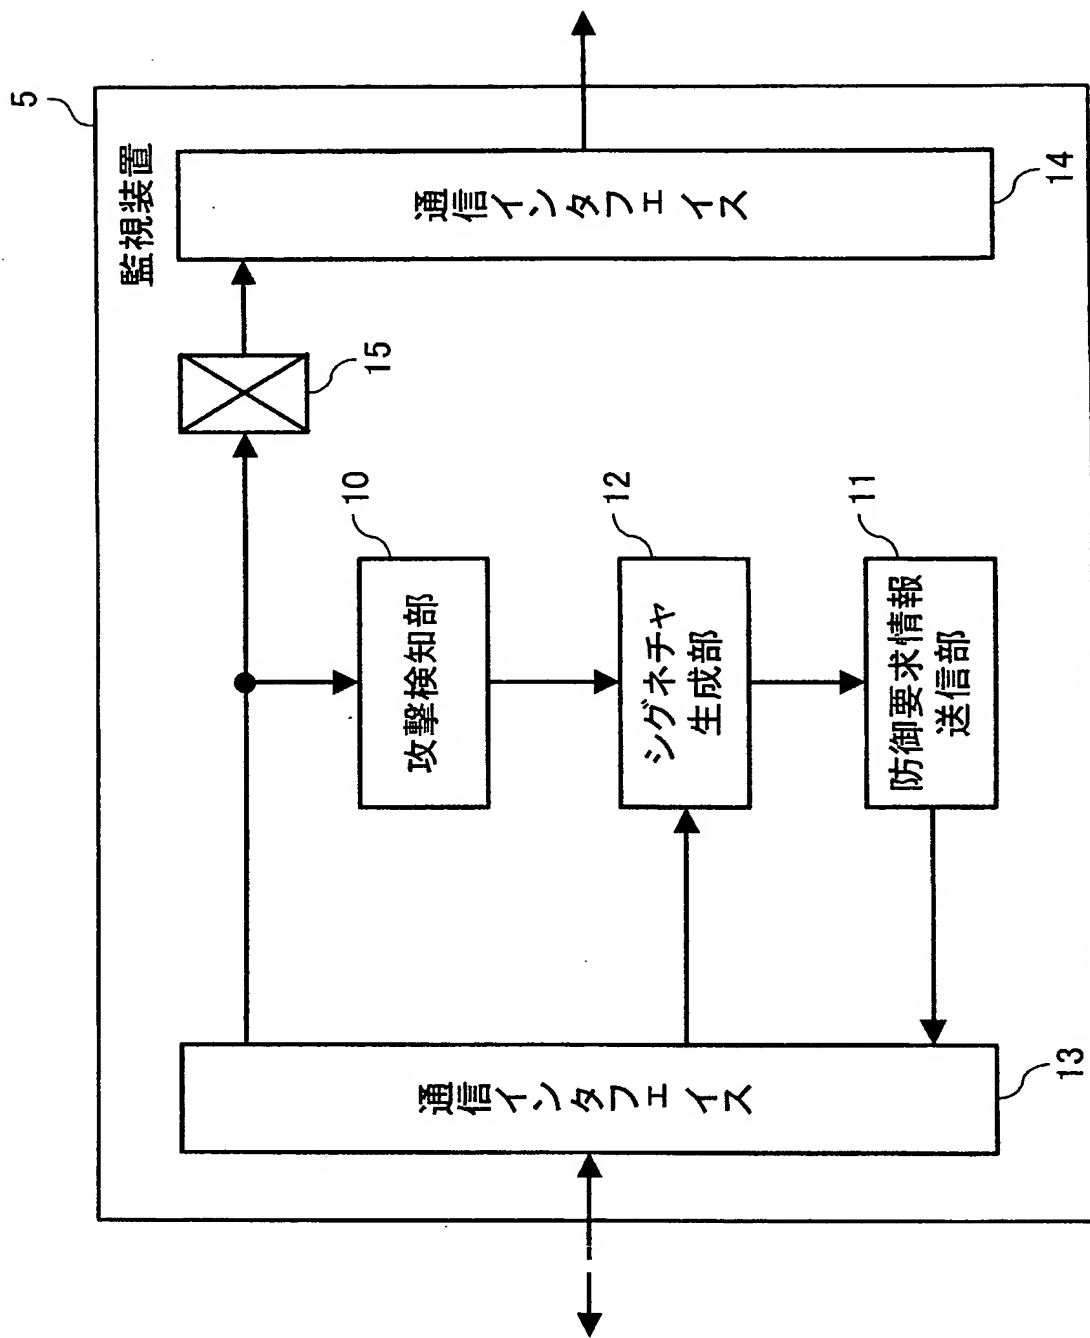 5
監視装置
通信インタフェイス
14
15
10
攻撃検知部
12
シグネチャ
生成部
11
防御要求情報
送信部
通信インタフェイス
13